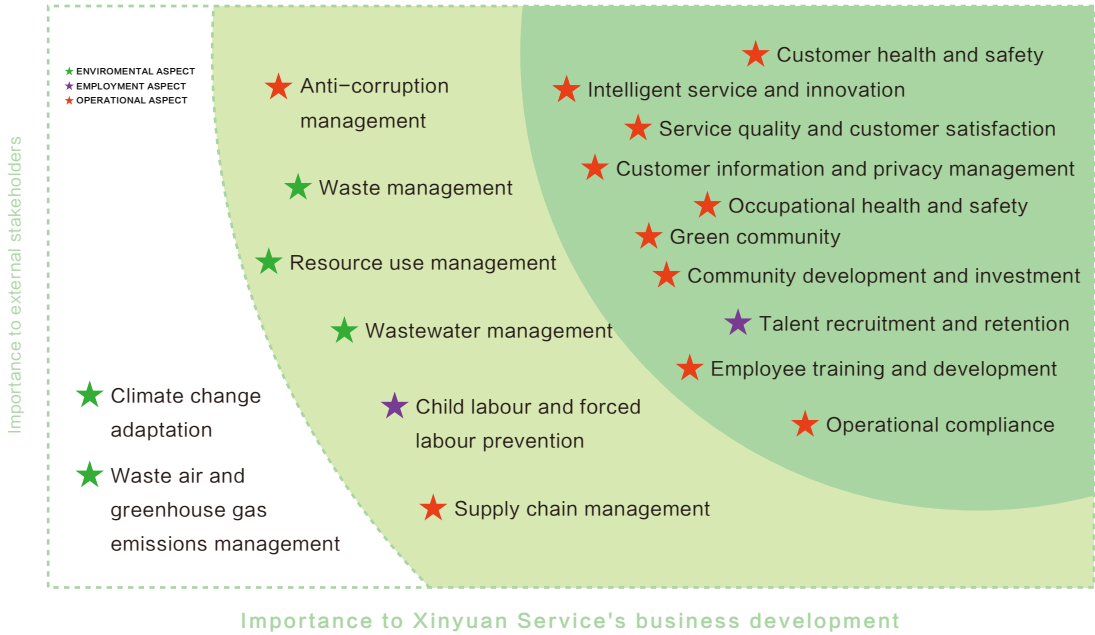 ENVIROMENTAL ASPECT
EMPLOYMENT ASPECT
OPERATIONAL ASPECT
Importance to external stakeholders
Anti-corruption
management
Waste management
Resource use management
Wastewater management
Child labour and forced
labour prevention
Supply chain management
Climate change
adaptation
Waste air and
greenhouse gas
emissions management
Customer health and safety
Intelligent service and innovation
Service quality and customer satisfaction
Customer information and privacy management
Occupational health and safety
Green community
Community development and investment
Talent recruitment and retention
Employee training and development
Operational compliance
Importance to Xinyuan Service's business development